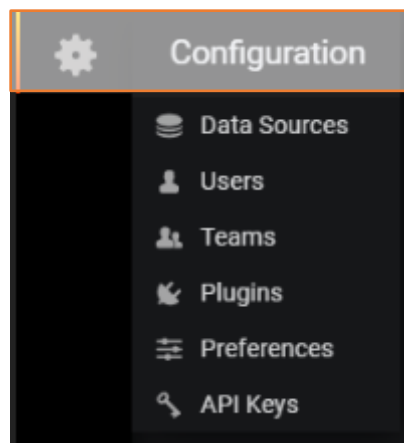 Configuration
Data Sources
Users
Teams
Plugins
Preferences
API Keys